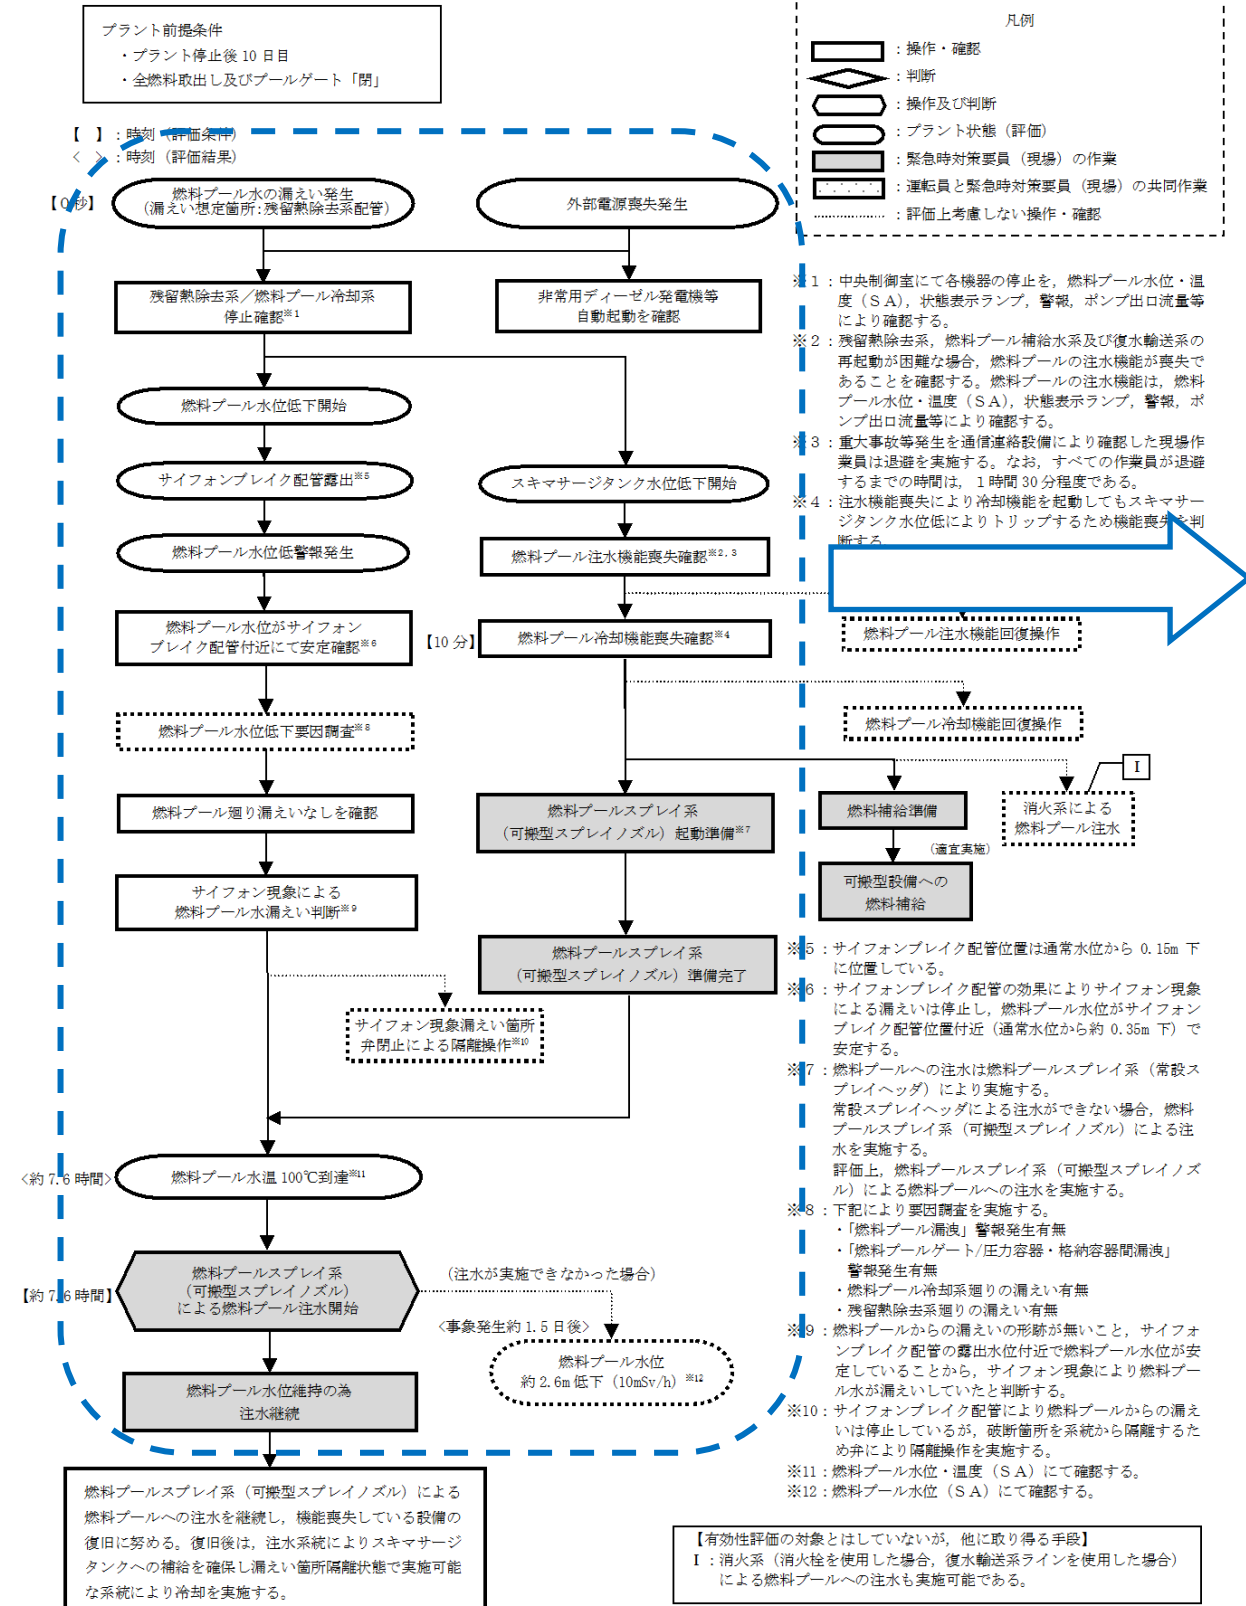 プラント前提条件
・プラント停止後 10 日目
・全燃料取出し及びプールゲート「閉」
凡例
：操作・確認
：判断
：操作及び判断
：プラント状態（評価）
：緊急時対策要員（現場）の作業
：運転員と緊急時対策要員（現場）の共同作業
：評価上考慮しない操作・確認
【　】：時刻（評価条件）
＜　＞：時刻（評価結果）
【0 秒】
燃料プール水の漏えい発生
（漏えい想定箇所：残留熱除去系配管）
外部電源喪失発生
残留熱除去系／燃料プール冷却系
停止確認※1
非常用ディーゼル発電機等
自動起動を確認
燃料プール水位低下開始
サイフォンブレイク配管露出※5
スキマサージタンク水位低下開始
燃料プール水位低警報発生
燃料プール注水機能喪失確認※2, 3
燃料プール水位がサイフォン
ブレイク配管付近にて安定確認※6
【10 分】
燃料プール冷却機能喪失確認※4
燃料プール注水機能回復操作
燃料プール水位低下要因調査※8
燃料プール冷却機能回復操作
I
燃料プール廻り漏えいなしを確認
燃料プールスプレイ系
（可搬型スプレイノズル）起動準備※7
燃料補給準備
消火系による
燃料プール注水
（適宜実施）
可搬型設備への
燃料補給
サイフォン現象による
燃料プール水漏えい判断※9
燃料プールスプレイ系
（可搬型スプレイノズル）準備完了
サイフォン現象漏えい箇所
弁閉止による隔離操作※10
＜約 7.6 時間＞
燃料プール水温 100℃到達※11
【約 7.6 時間】
燃料プールスプレイ系
（可搬型スプレイノズル）
による燃料プール注水開始
（注水が実施できなかった場合）
＜事象発生約 1.5 日後＞
燃料プール水位
約 2.6m 低下（10mSv/h）※12
燃料プール水位維持の為
注水継続
燃料プールスプレイ系（可搬型スプレイノズル）による
燃料プールへの注水を継続し，機能喪失している設備の
復旧に努める。復旧後は，注水系統によりスキマサージ
タンクへの補給を確保し漏えい箇所隔離状態で実施可能
な系統により冷却を実施する。
※1：中央制御室にて各機器の停止を，燃料プール水位・温
度（ＳＡ），状態表示ランプ，警報，ポンプ出口流量等
により確認する。
※2：残留熱除去系，燃料プール補給水系及び復水輸送系の
再起動が困難な場合，燃料プールの注水機能が喪失で
あることを確認する。燃料プールの注水機能は，燃料
プール水位・温度（ＳＡ），状態表示ランプ，警報，ポ
ンプ出口流量等により確認する。
※3：重大事故等発生を通信連絡設備により確認した現場作
業員は退避を実施する。なお，すべての作業員が退避
するまでの時間は，1 時間 30 分程度である。
※4：注水機能喪失により冷却機能を起動してもスキマサー
ジタンク水位低によりトリップするため機能喪失を判
断する。
※5：サイフォンブレイク配管位置は通常水位から 0.15m 下
に位置している。
※6：サイフォンブレイク配管の効果によりサイフォン現象
による漏えいは停止し，燃料プール水位がサイフォン
ブレイク配管位置付近（通常水位から約 0.35m 下）で
安定する。
※7：燃料プールへの注水は燃料プールスプレイ系（常設ス
プレイヘッダ）により実施する。
常設スプレイヘッダによる注水ができない場合，燃料
プールスプレイ系（可搬型スプレイノズル）による注
水を実施する。
評価上，燃料プールスプレイ系（可搬型スプレイノズ
ル）による燃料プールへの注水を実施する。
※8：下記により要因調査を実施する。
・「燃料プール漏洩」警報発生有無
・「燃料プールゲート/圧力容器・格納容器間漏洩」
警報発生有無
・燃料プール冷却系廻りの漏えい有無
・残留熱除去系廻りの漏えい有無
※9：燃料プールからの漏えいの形跡が無いこと，サイフォ
ンブレイク配管の露出水位付近で燃料プール水位が安
定していることから，サイフォン現象により燃料プー
ル水が漏えいしていたと判断する。
※10：サイフォンブレイク配管により燃料プールからの漏え
いは停止しているが，破断箇所を系統から隔離するた
め弁により隔離操作を実施する。
※11：燃料プール水位・温度（ＳＡ）にて確認する。
※12：燃料プール水位（ＳＡ）にて確認する。
【有効性評価の対象とはしていないが，他に取り得る手段】
I：消火系（消火栓を使用した場合，復水輸送系ラインを使用した場合）
による燃料プールへの注水も実施可能である。